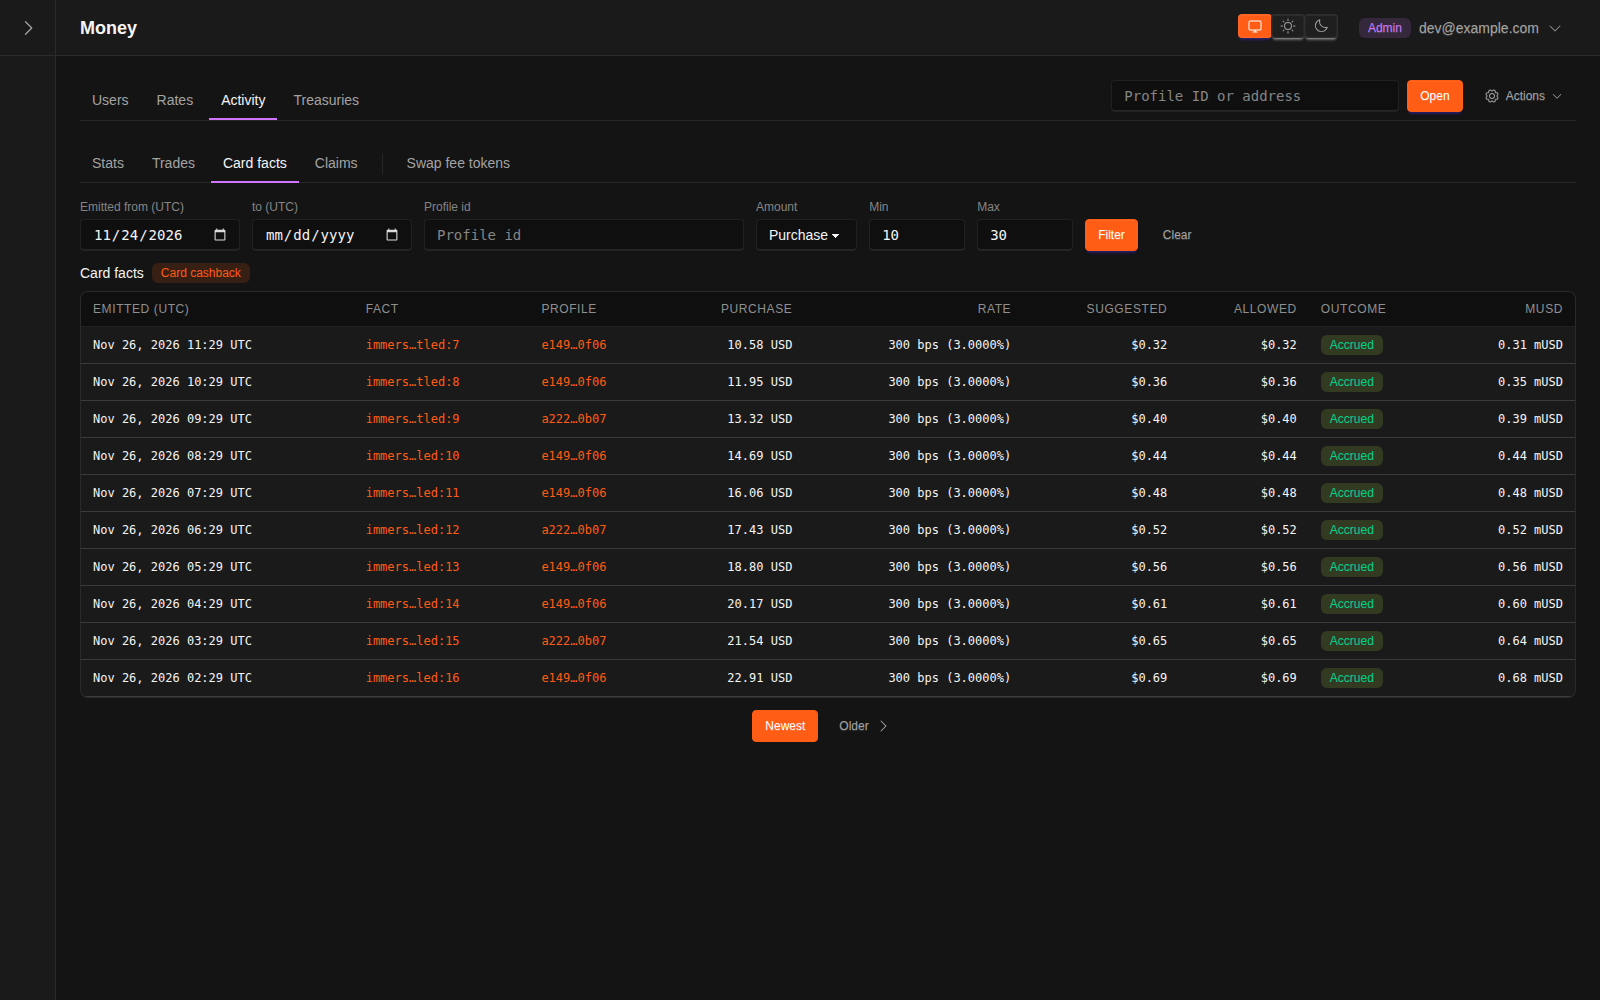 Money
Admin dev@example.com
Users Rates Activity Treasuries
Profile ID or address Open Actions
Stats Trades Card facts Claims Swap fee tokens
Emitted from (UTC) to (UTC) Profile id Amount Min Max
11/24/2026 mm/dd/yyyy Profile id Purchase 10 30 Filter Clear
Card facts Card cashback
EMITTED (UTC) FACT PROFILE PURCHASE RATE SUGGESTED ALLOWED OUTCOME MUSD
Nov 26, 2026 11:29 UTC immers…tled:7 e149…0f06 10.58 USD 300 bps (3.0000%) $0.32 $0.32 Accrued 0.31 mUSD
Nov 26, 2026 10:29 UTC immers…tled:8 e149…0f06 11.95 USD 300 bps (3.0000%) $0.36 $0.36 Accrued 0.35 mUSD
Nov 26, 2026 09:29 UTC immers…tled:9 a222…0b07 13.32 USD 300 bps (3.0000%) $0.40 $0.40 Accrued 0.39 mUSD
Nov 26, 2026 08:29 UTC immers…led:10 e149…0f06 14.69 USD 300 bps (3.0000%) $0.44 $0.44 Accrued 0.44 mUSD
Nov 26, 2026 07:29 UTC immers…led:11 e149…0f06 16.06 USD 300 bps (3.0000%) $0.48 $0.48 Accrued 0.48 mUSD
Nov 26, 2026 06:29 UTC immers…led:12 a222…0b07 17.43 USD 300 bps (3.0000%) $0.52 $0.52 Accrued 0.52 mUSD
Nov 26, 2026 05:29 UTC immers…led:13 e149…0f06 18.80 USD 300 bps (3.0000%) $0.56 $0.56 Accrued 0.56 mUSD
Nov 26, 2026 04:29 UTC immers…led:14 e149…0f06 20.17 USD 300 bps (3.0000%) $0.61 $0.61 Accrued 0.60 mUSD
Nov 26, 2026 03:29 UTC immers…led:15 a222…0b07 21.54 USD 300 bps (3.0000%) $0.65 $0.65 Accrued 0.64 mUSD
Nov 26, 2026 02:29 UTC immers…led:16 e149…0f06 22.91 USD 300 bps (3.0000%) $0.69 $0.69 Accrued 0.68 mUSD
Newest Older